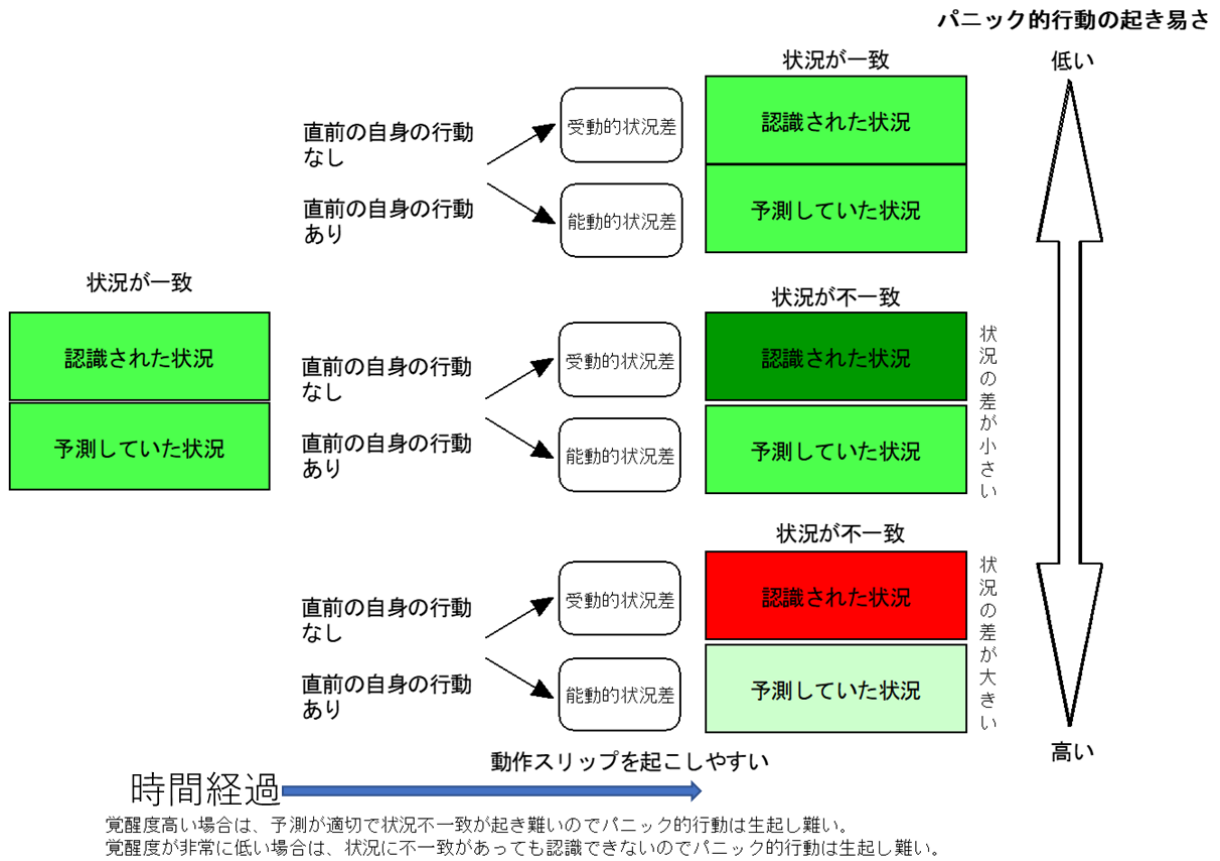 パニック的行動の起き易さ
低い
状況が一致
直前の自身の行動
なし
受動的状況差
認識された状況
直前の自身の行動
あり
能動的状況差
予測していた状況
状況が一致
認識された状況
予測していた状況
状況が不一致
直前の自身の行動
なし
受動的状況差
認識された状況
直前の自身の行動
あり
能動的状況差
予測していた状況
状況の差が小さい
状況が不一致
直前の自身の行動
なし
受動的状況差
認識された状況
直前の自身の行動
あり
能動的状況差
予測していた状況
状況の差が大きい
高い
動作スリップを起こしやすい
時間経過
覚醒度高い場合は、予測が適切で状況不一致が起き難いのでパニック的行動は生起し難い。
覚醒度が非常に低い場合は、状況に不一致があっても認識できないのでパニック的行動は生起し難い。